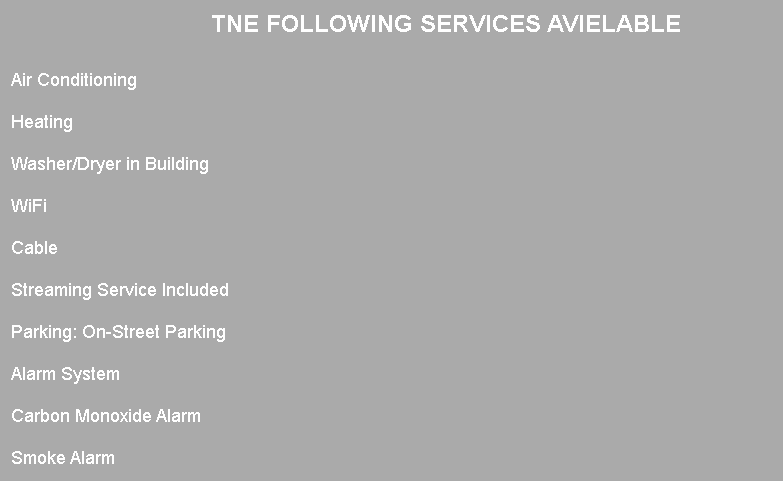 TNE FOLLOWING SERVICES AVIELABLE
Air Conditioning
Heating
Washer/Dryer in Building
WiFi
Cable
Streaming Service Included
Parking: On-Street Parking
Alarm System
Carbon Monoxide Alarm
Smoke Alarm